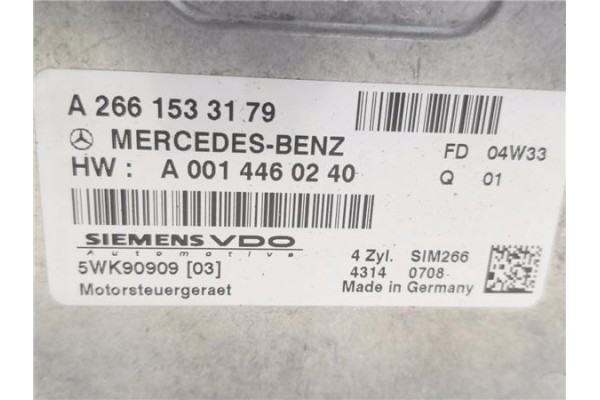 A 266 153 31 79
MERCEDES-BENZ FD 04W33
HW : A 001 446 02 40 Q 01
SIEMENS VDO
Automotive
5WK90909 [03] 4 Zyl. SIM266
4314 0708
Motorsteuergeraet Made in Germany